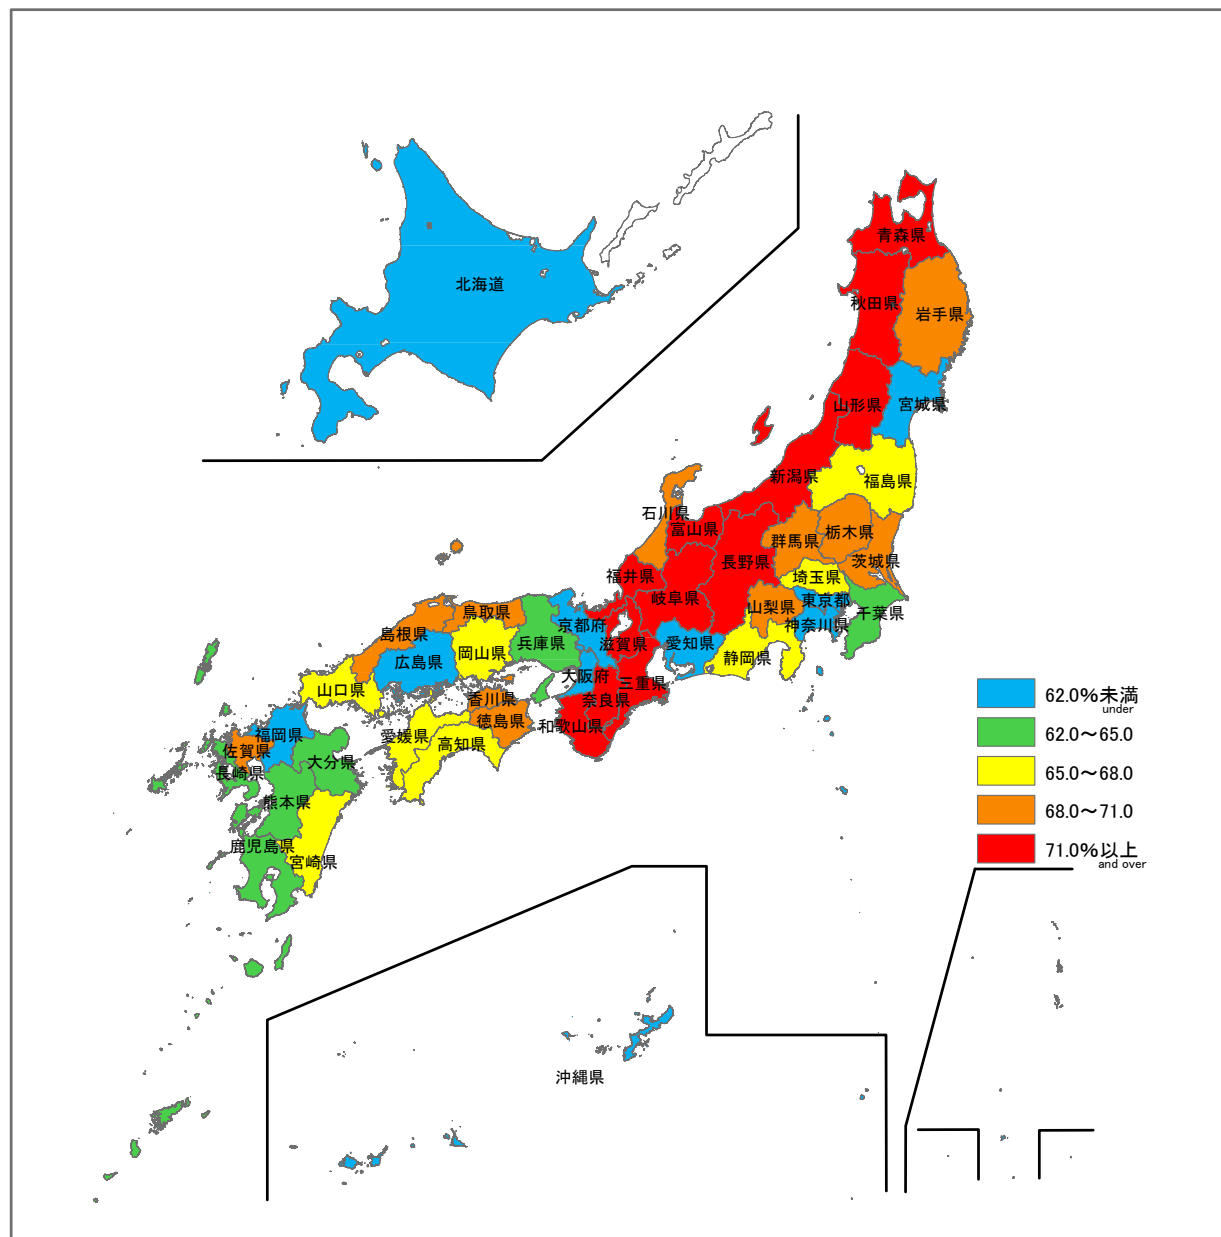 青森県
北海道
秋田県
岩手県
山形県
宮城県
新潟県
福島県
石川県
富山県
栃木県
群馬県
長野県
茨城県
福井県
埼玉県
岐阜県
東京都
山梨県
千葉県
鳥取県
京都府
神奈川県
島根県
兵庫県
滋賀県
愛知県
岡山県
静岡県
広島県
大阪府
三重県
山口県
香川県
奈良県
徳島県
和歌山県
福岡県
愛媛県
高知県
佐賀県
大分県
長崎県
熊本県
鹿児島県
宮崎県
沖縄県
62.0%未満
under
62.0～65.0
65.0～68.0
68.0～71.0
71.0%以上
and over